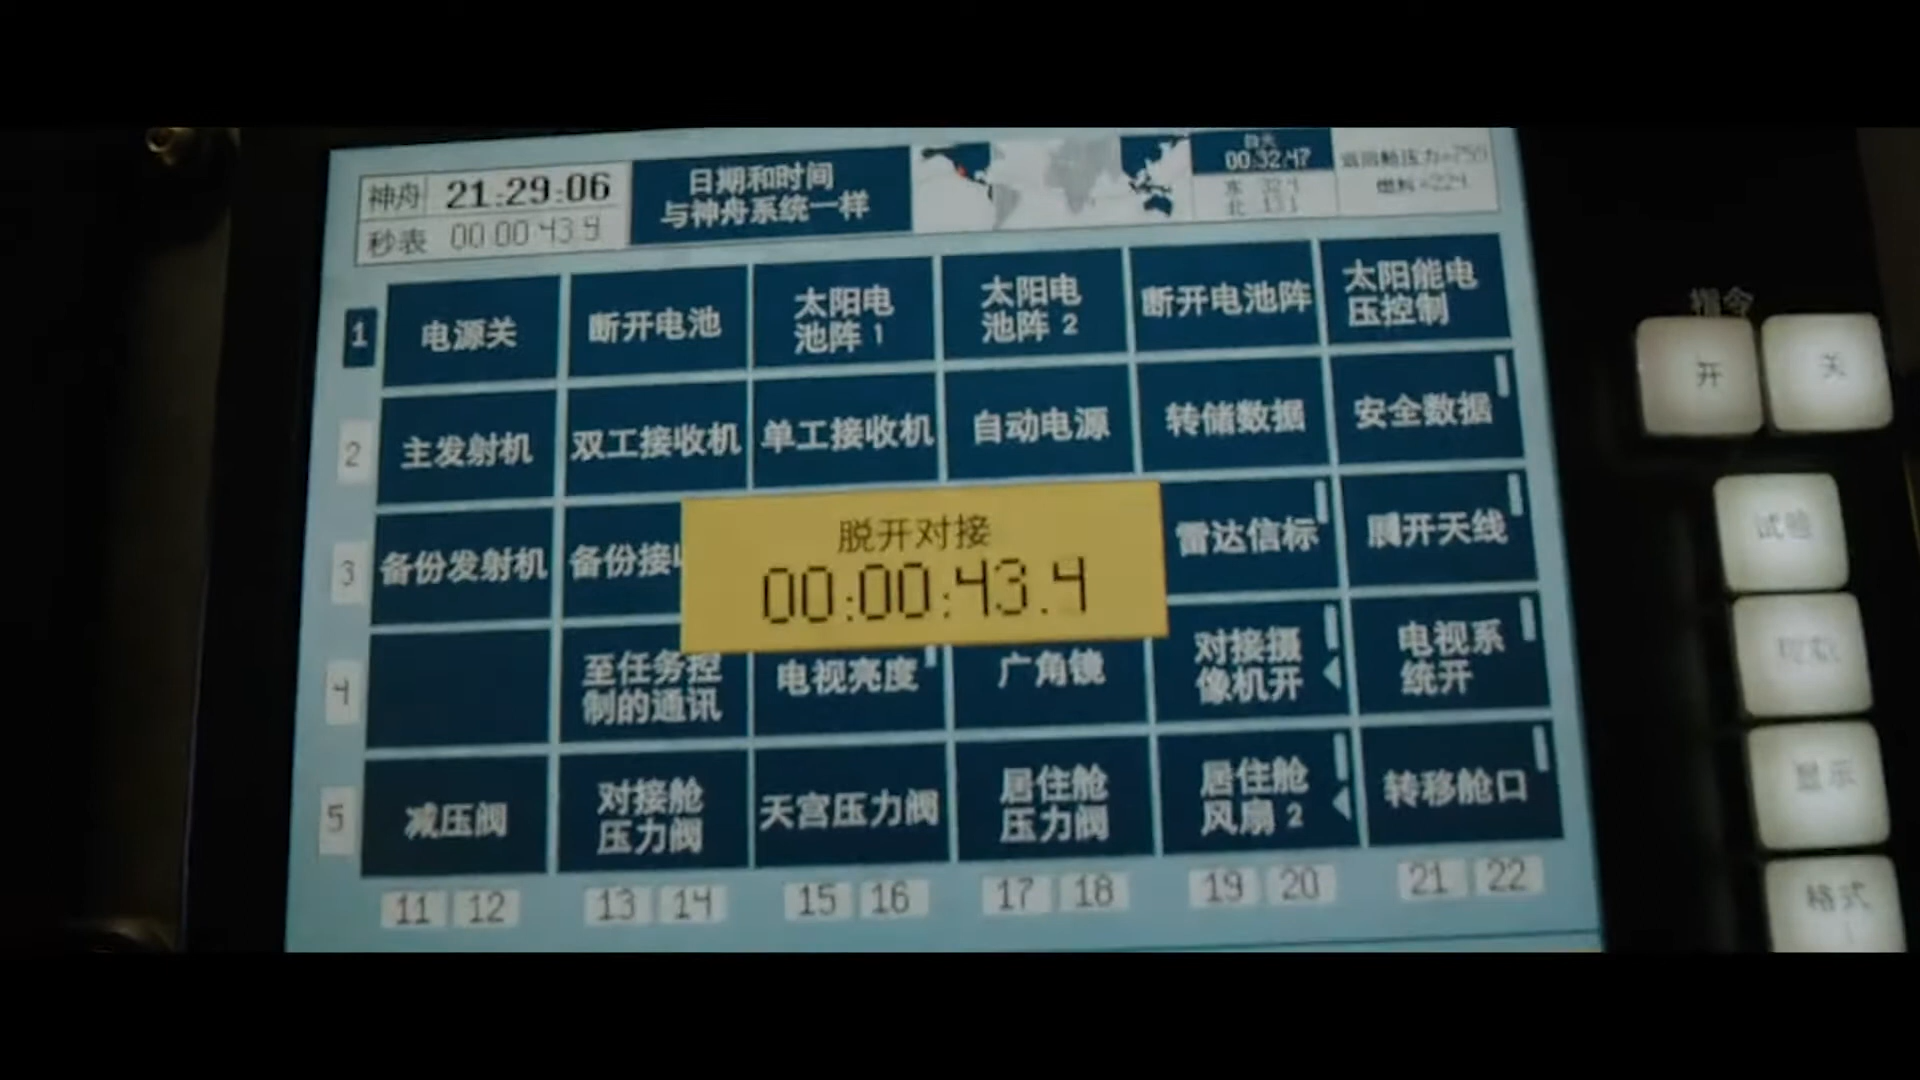 神舟 21:29:06
秒表 00:00:43.4
日期和时间
与神舟系统一样
00:32:47
1
电源关
断开电池
太阳电
池阵 1
太阳电
池阵 2
断开电池阵
太阳能电
压控制
2
主发射机
双工接收机
单工接收机
自动电源
转储数据
安全数据
3
备份发射机
备份接
脱开对接
00:00:43.4
雷达信标
展开天线
4
至任务控
制的通讯
电视亮度
广角镜
对接摄
像机开
电视系
统开
5
减压阀
对接舱
压力阀
天宫压力阀
居住舱
压力阀
居住舱
风扇 2
转移舱口
11 12 13 14 15 16 17 18 19 20 21 22
指令
开 关
试验
显示
格式